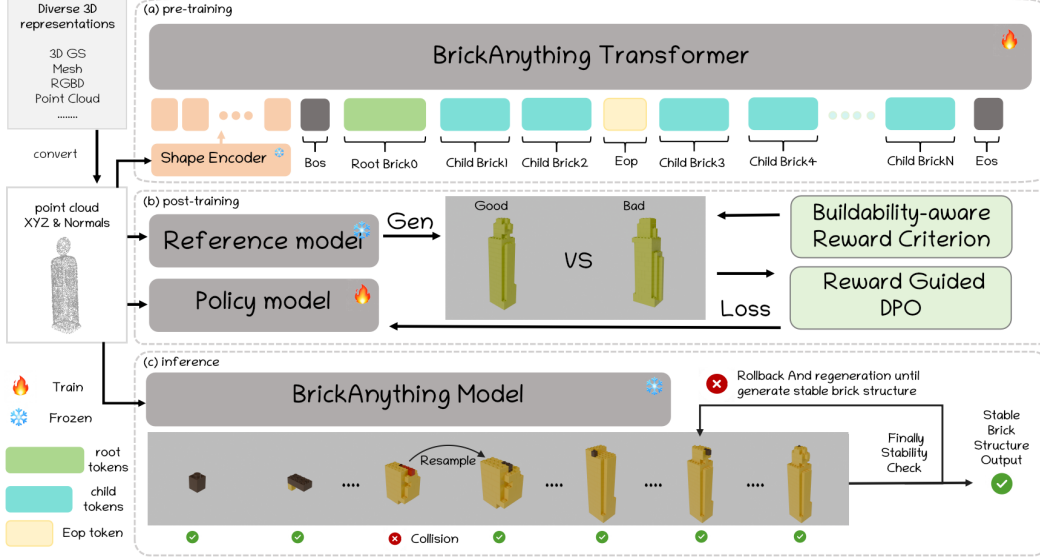 Diverse 3D
representations
3D GS
Mesh
RGBD
Point Cloud
........
convert
point cloud
XYZ & Normals
Train
Frozen
root
tokens
child
tokens
Eop token
(a) pre-training
BrickAnything Transformer
Shape Encoder
Bos
Root Brick0
Child Brick1
Child Brick2
Eop
Child Brick3
Child Brick4
Child BrickN
Eos
(b) post-training
Reference model
Gen
Policy model
Good
Bad
VS
Buildability-aware
Reward Criterion
Reward Guided
DPO
Loss
(c) inference
BrickAnything Model
Rollback And regeneration until
generate stable brick structure
Resample
Collision
Finally
Stability
Check
Stable
Brick
Structure
Output